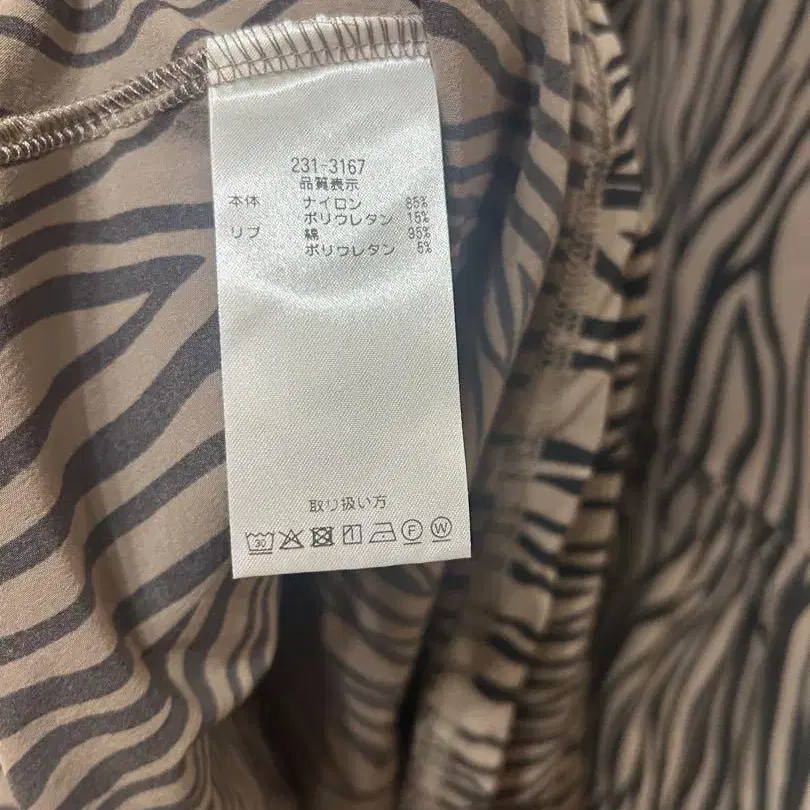 231-3167
品質表示
本体 ナイロン 85%
ポリウレタン 15%
リブ 綿 95%
ポリウレタン 5%
取り扱い方
30 F W